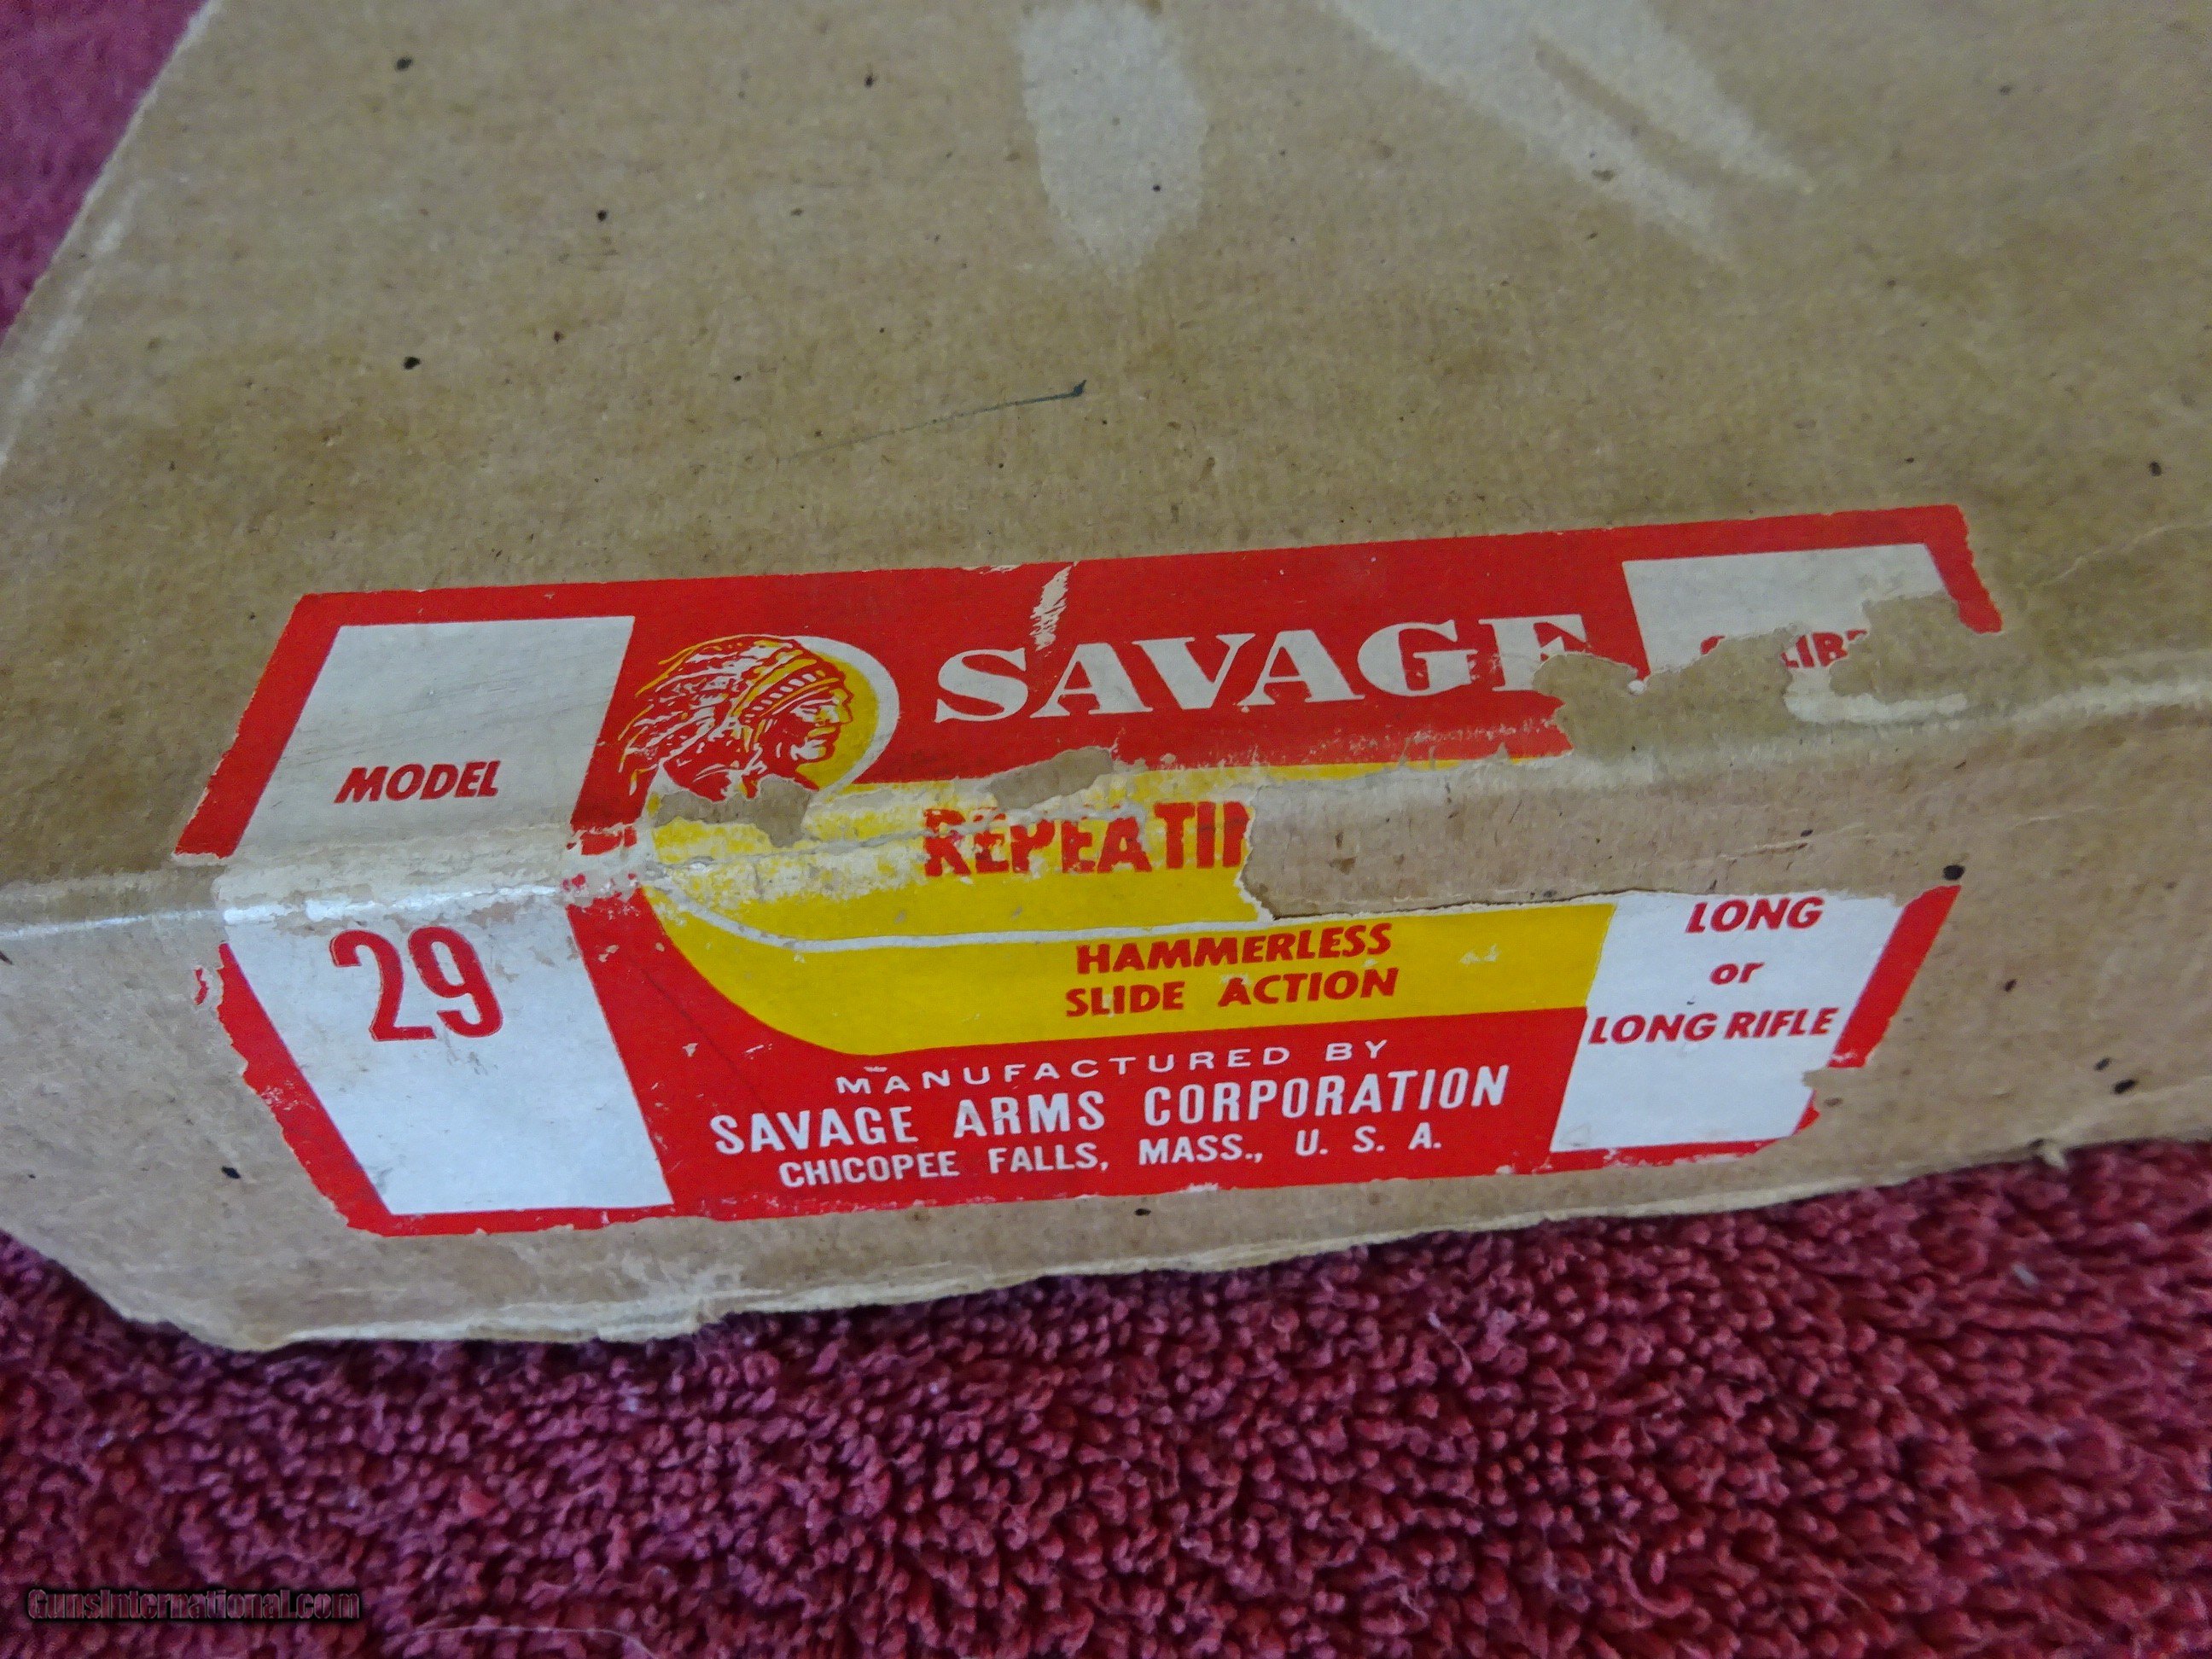 SAVAGE
MODEL
29
REPEATIN
HAMMERLESS
SLIDE ACTION
LONG
or
LONG RIFLE
MANUFACTURED BY
SAVAGE ARMS CORPORATION
CHICOPEE FALLS, MASS., U. S. A.
GunsInternational.com